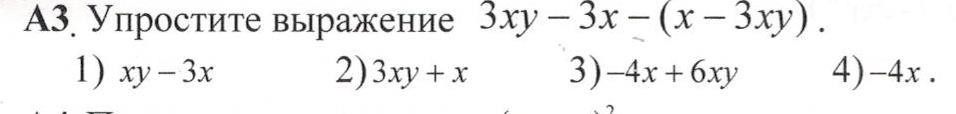 А3. Упростите выражение 3xy – 3x – (x – 3xy).
1) xy – 3x 2) 3xy + x 3) –4x + 6xy 4) –4x.